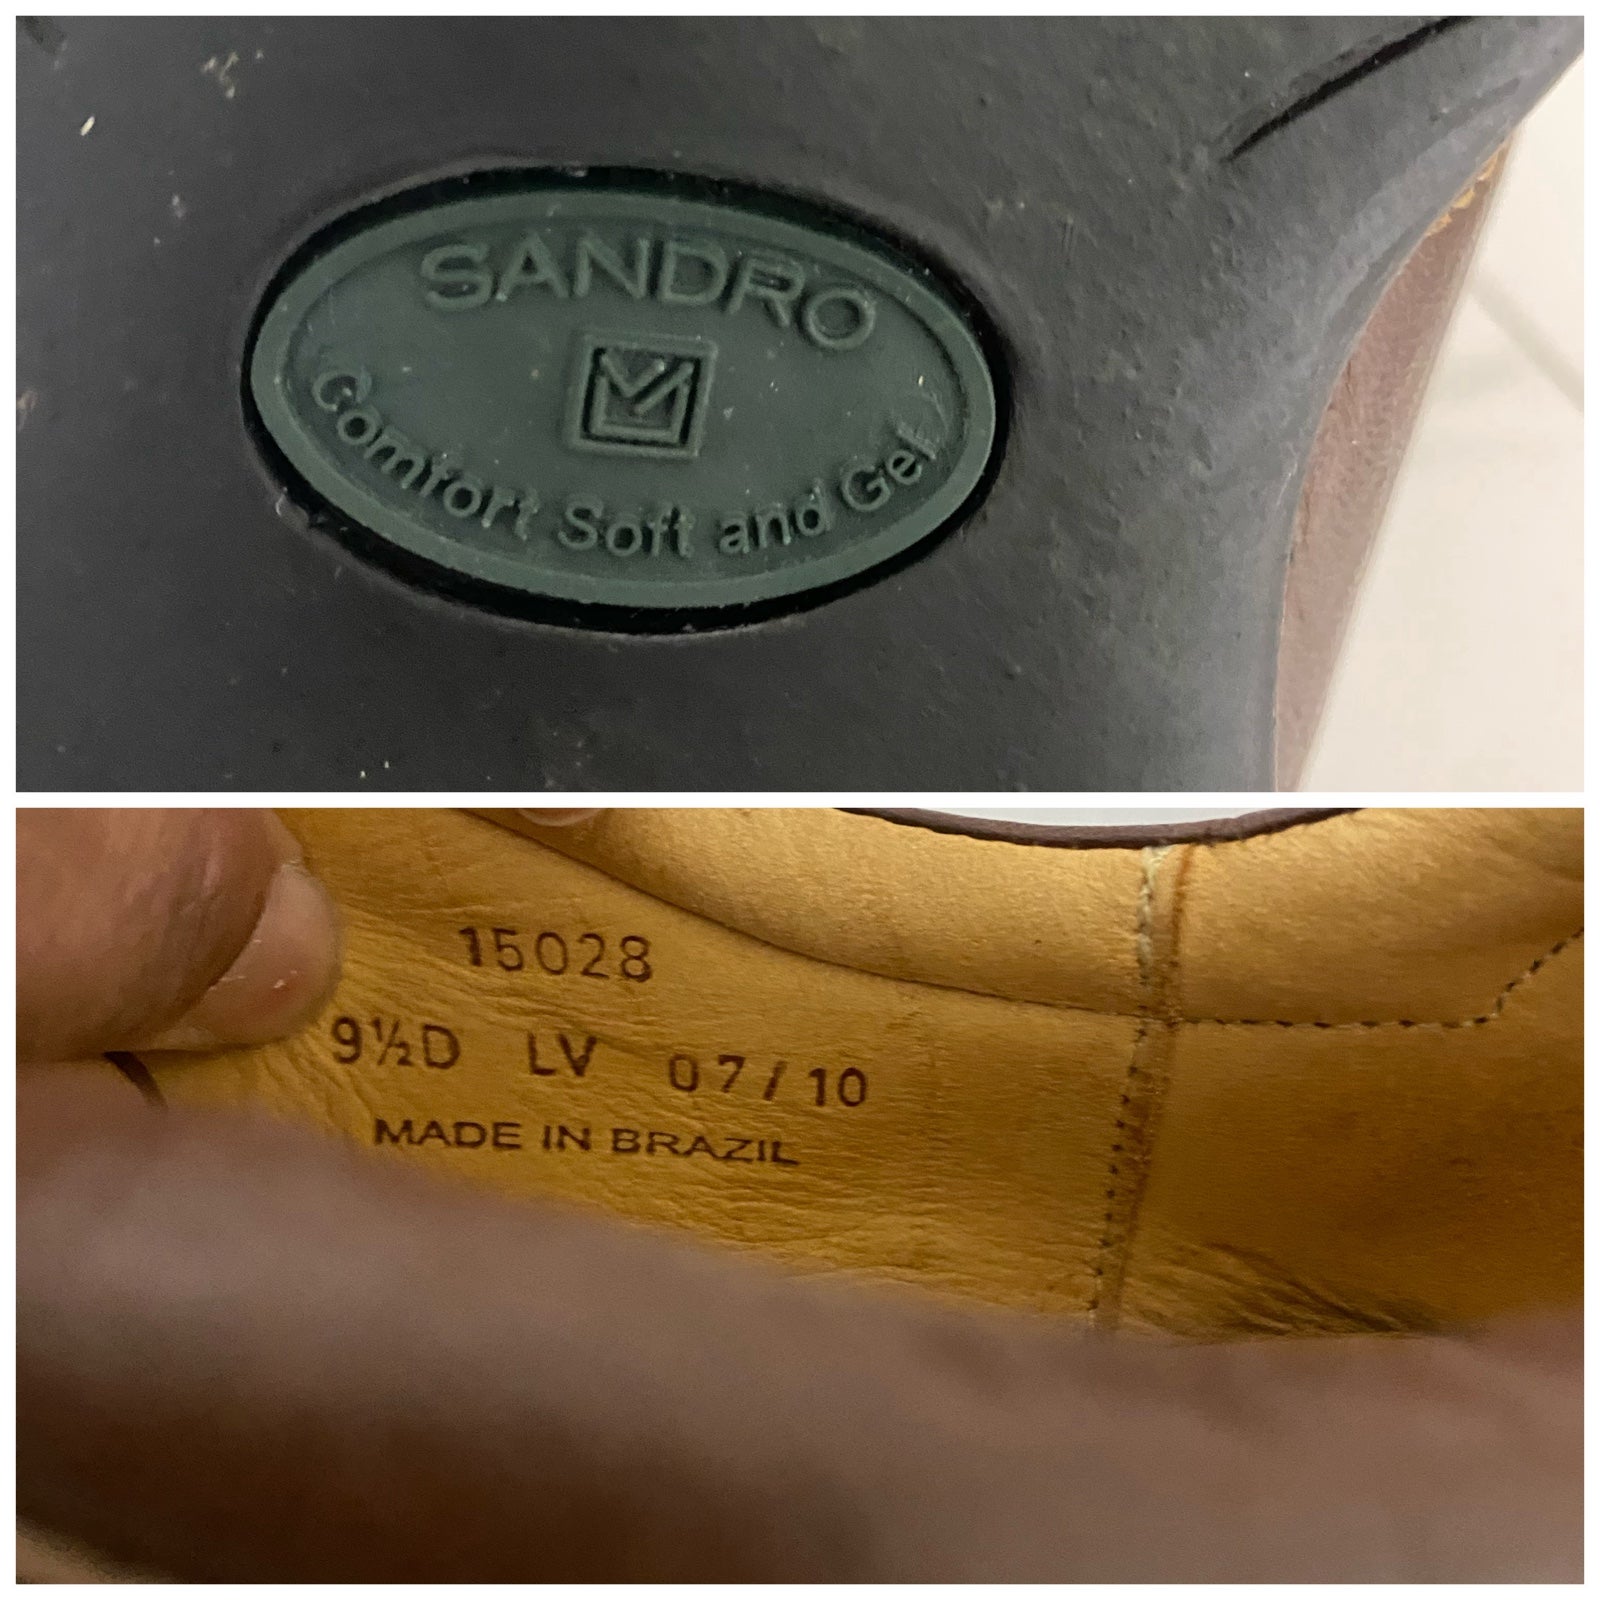 SANDRO
Comfort Soft and Gel
15028
9½D LV 07/10
MADE IN BRAZIL